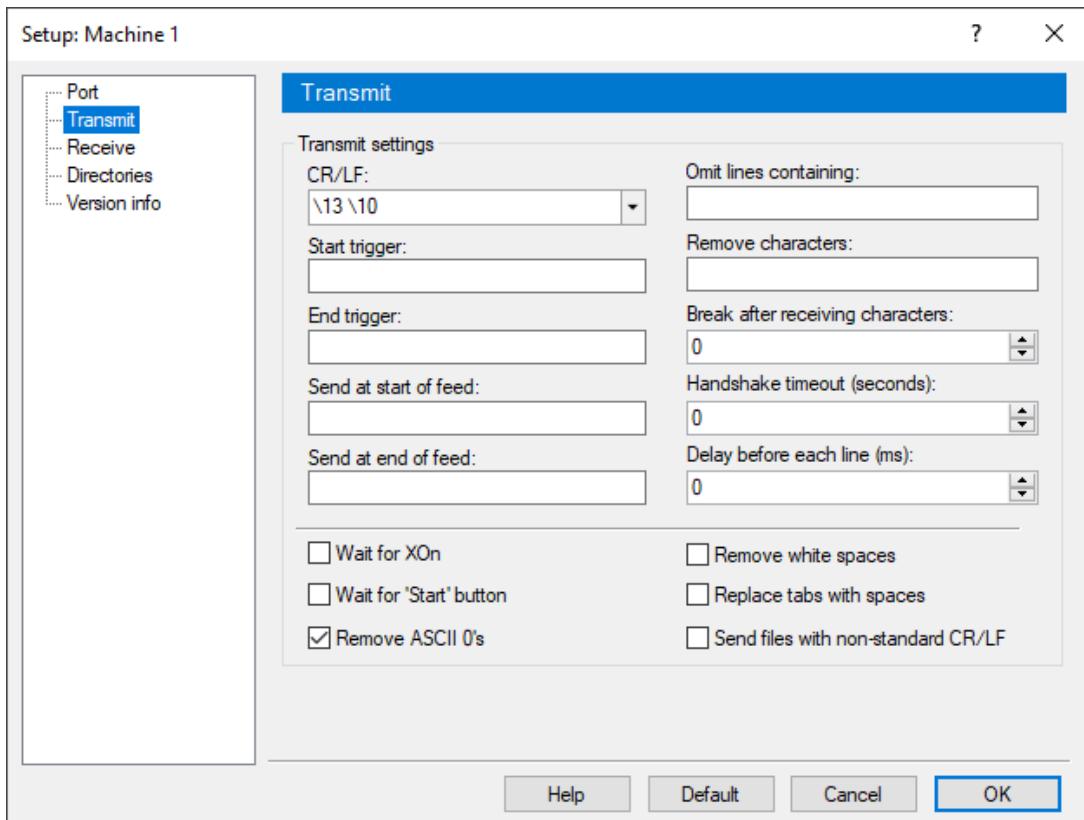 Setup: Machine 1
?
Port
Transmit
Receive
Directories
Version info
Transmit
Transmit settings
CR/LF:
\13 \10
Start trigger:
End trigger:
Send at start of feed:
Send at end of feed:
Omit lines containing:
Remove characters:
Break after receiving characters:
0
Handshake timeout (seconds):
0
Delay before each line (ms):
0
Wait for XOn
Wait for 'Start' button
Remove ASCII 0's
Remove white spaces
Replace tabs with spaces
Send files with non-standard CR/LF
Help
Default
Cancel
OK